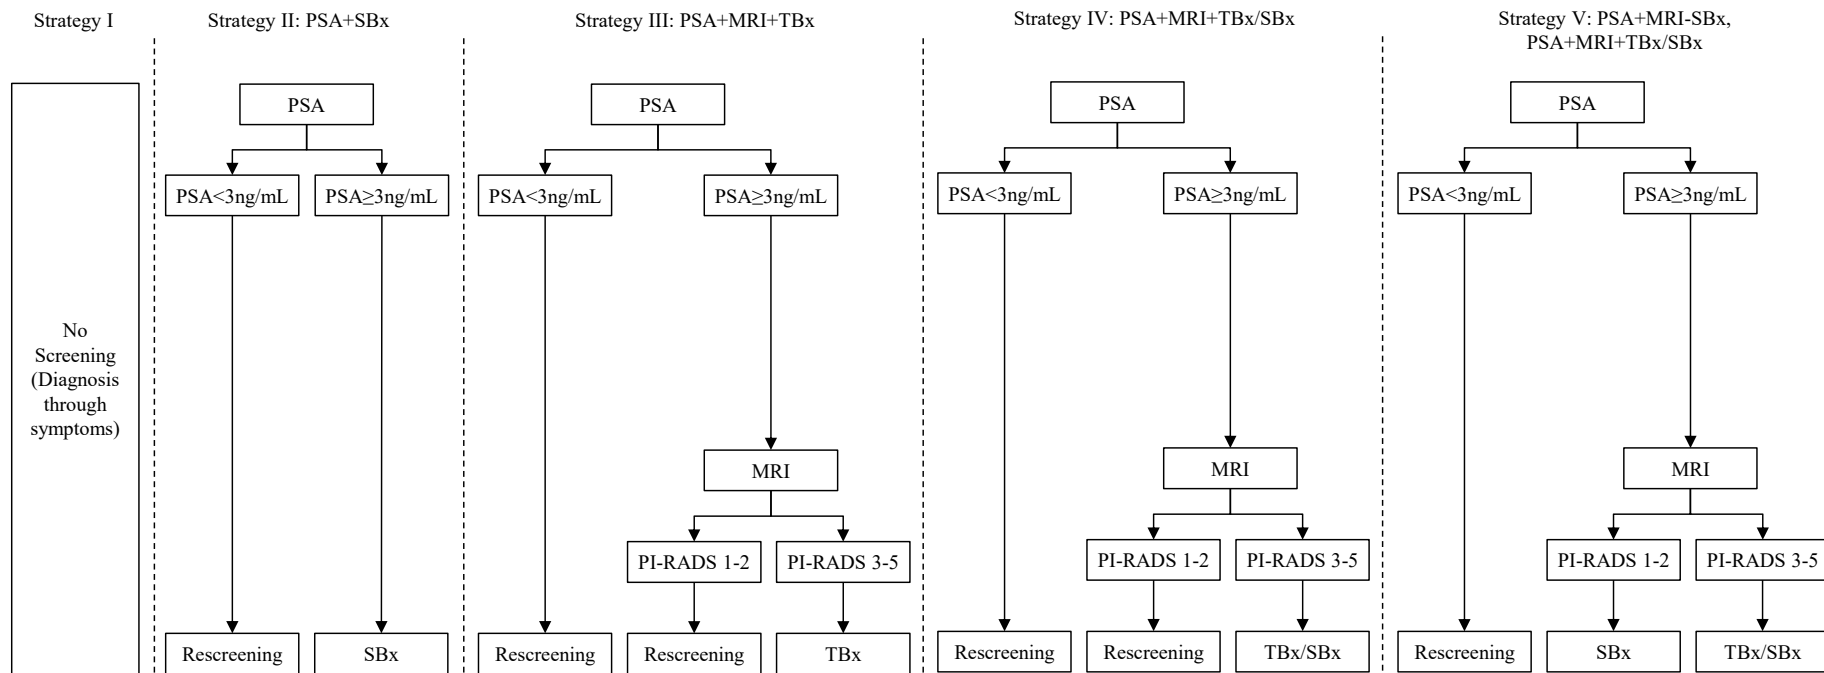 Strategy I
Strategy II: PSA+SBx
Strategy III: PSA+MRI+TBx
Strategy IV: PSA+MRI+TBx/SBx
Strategy V: PSA+MRI-SBx,
PSA+MRI+TBx/SBx
No
Screening
(Diagnosis
through
symptoms)
PSA
PSA<3ng/mL
PSA≥3ng/mL
Rescreening
SBx
PSA
PSA<3ng/mL
PSA≥3ng/mL
MRI
PI-RADS 1-2
PI-RADS 3-5
Rescreening
Rescreening
TBx
PSA
PSA<3ng/mL
PSA≥3ng/mL
MRI
PI-RADS 1-2
PI-RADS 3-5
Rescreening
Rescreening
TBx/SBx
PSA
PSA<3ng/mL
PSA≥3ng/mL
MRI
PI-RADS 1-2
PI-RADS 3-5
Rescreening
SBx
TBx/SBx